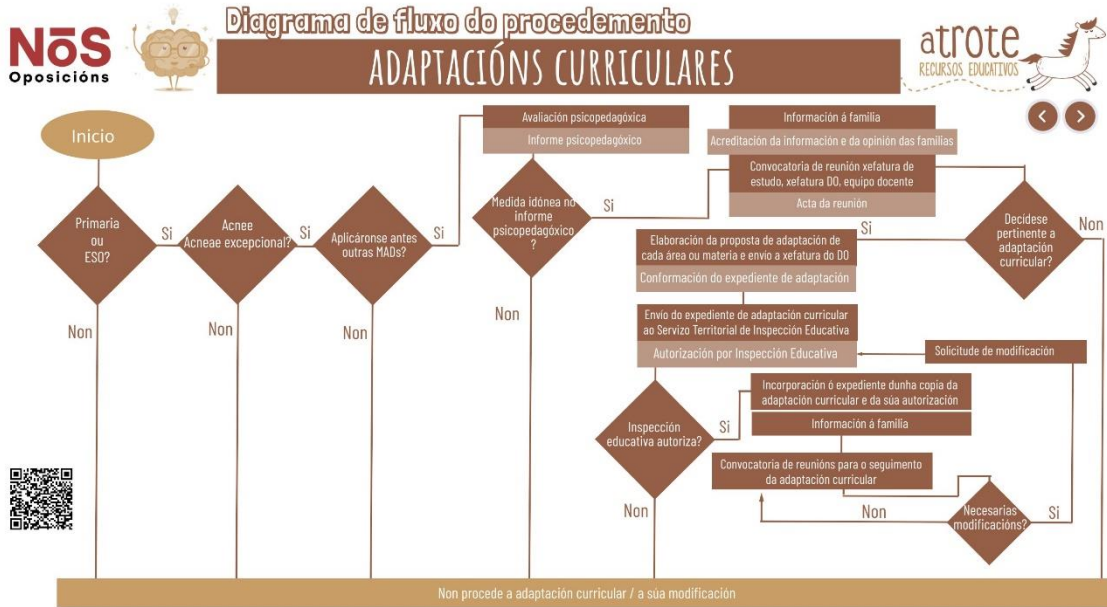 NōS
Oposicións
Diagrama de fluxo do procedemento
ADAPTACIÓNS CURRICULARES
atrote
RECURSOS EDUCATIVOS
Inicio
Primaria
ou
ESO?
Si
Non
Acnee
Acneae excepcional?
Si
Non
Aplicáronse antes
outras MADs?
Si
Non
Avaliación psicopedagóxica
Informe psicopedagóxico
Medida idónea no
informe
psicopedagóxico
?
Si
Non
Información á familia
Acreditación da información e da opinión das familias
Convocatoria de reunión xefatura de
estudo, xefatura DO, equipo docente
Acta da reunión
Decídese
pertinente a
adaptación
curricular?
Si
Non
Elaboración da proposta de adaptación de
cada área ou materia e envío a xefatura do DO
Conformación do expediente de adaptación
Envío do expediente de adaptación curricular
ao Servizo Territorial de Inspección Educativa
Autorización por Inspección Educativa
Solicitude de modificación
Inspección
educativa autoriza?
Si
Non
Incorporación ó expediente dunha copia da
adaptación curricular e da súa autorización
Información á familia
Convocatoria de reunións para o seguimento
da adaptación curricular
Necesarias
modificacións?
Non
Si
Non procede a adaptación curricular / a súa modificación